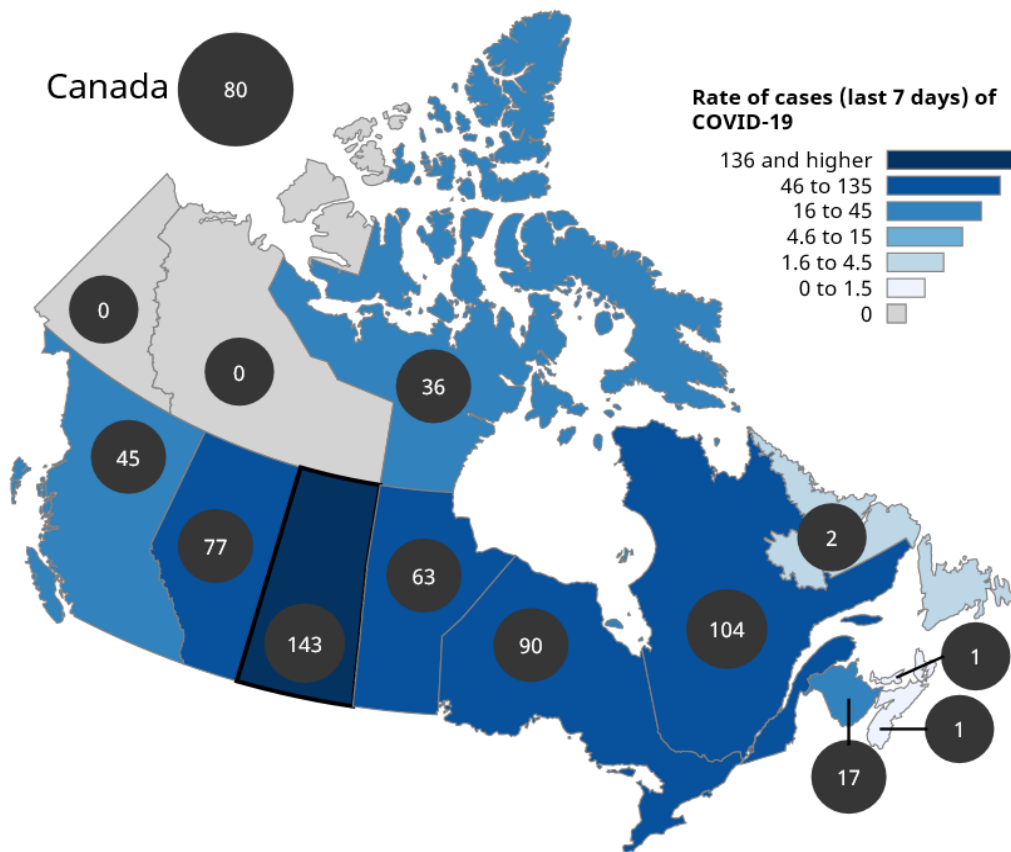 Canada 80
Rate of cases (last 7 days) of
COVID-19
136 and higher
46 to 135
16 to 45
4.6 to 15
1.6 to 4.5
0 to 1.5
0
0
0
36
45
77
143
63
90
104
2
1
1
17